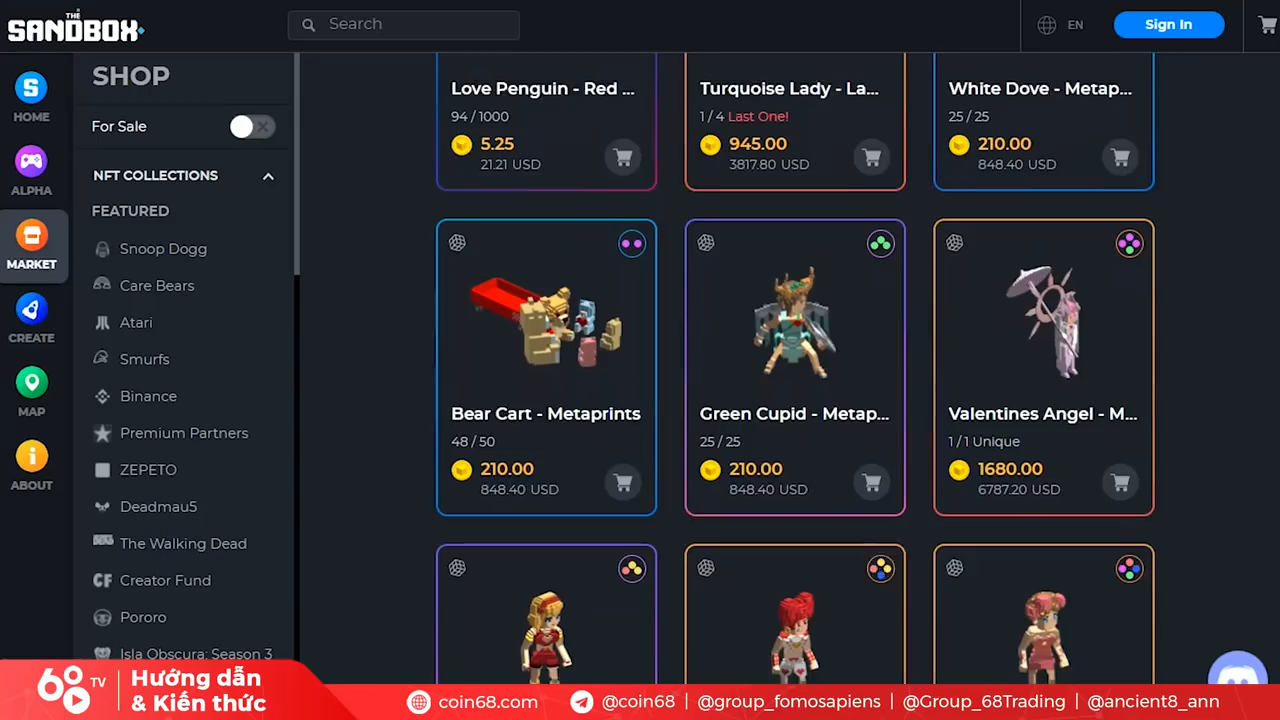 THE
SANDBOX
Search
EN
Sign In
HOME
ALPHA
MARKET
CREATE
MAP
ABOUT
SHOP
For Sale
NFT COLLECTIONS
FEATURED
Snoop Dogg
Care Bears
Atari
Smurfs
Binance
Premium Partners
ZEPETO
Deadmau5
The Walking Dead
CF Creator Fund
Pororo
Isla Obscura: Season 3
Love Penguin - Red ...
94 / 1000
5.25
21.21 USD
Turquoise Lady - La...
1 / 4 Last One!
945.00
3817.80 USD
White Dove - Metap...
25 / 25
210.00
848.40 USD
Bear Cart - Metaprints
48 / 50
210.00
848.40 USD
Green Cupid - Metap...
25 / 25
210.00
848.40 USD
Valentines Angel - M...
1 / 1 Unique
1680.00
6787.20 USD
68 TV
Hướng dẫn
& Kiến thức
coin68.com | @coin68 | @group_fomosapiens | @Group_68Trading | @ancient8_ann